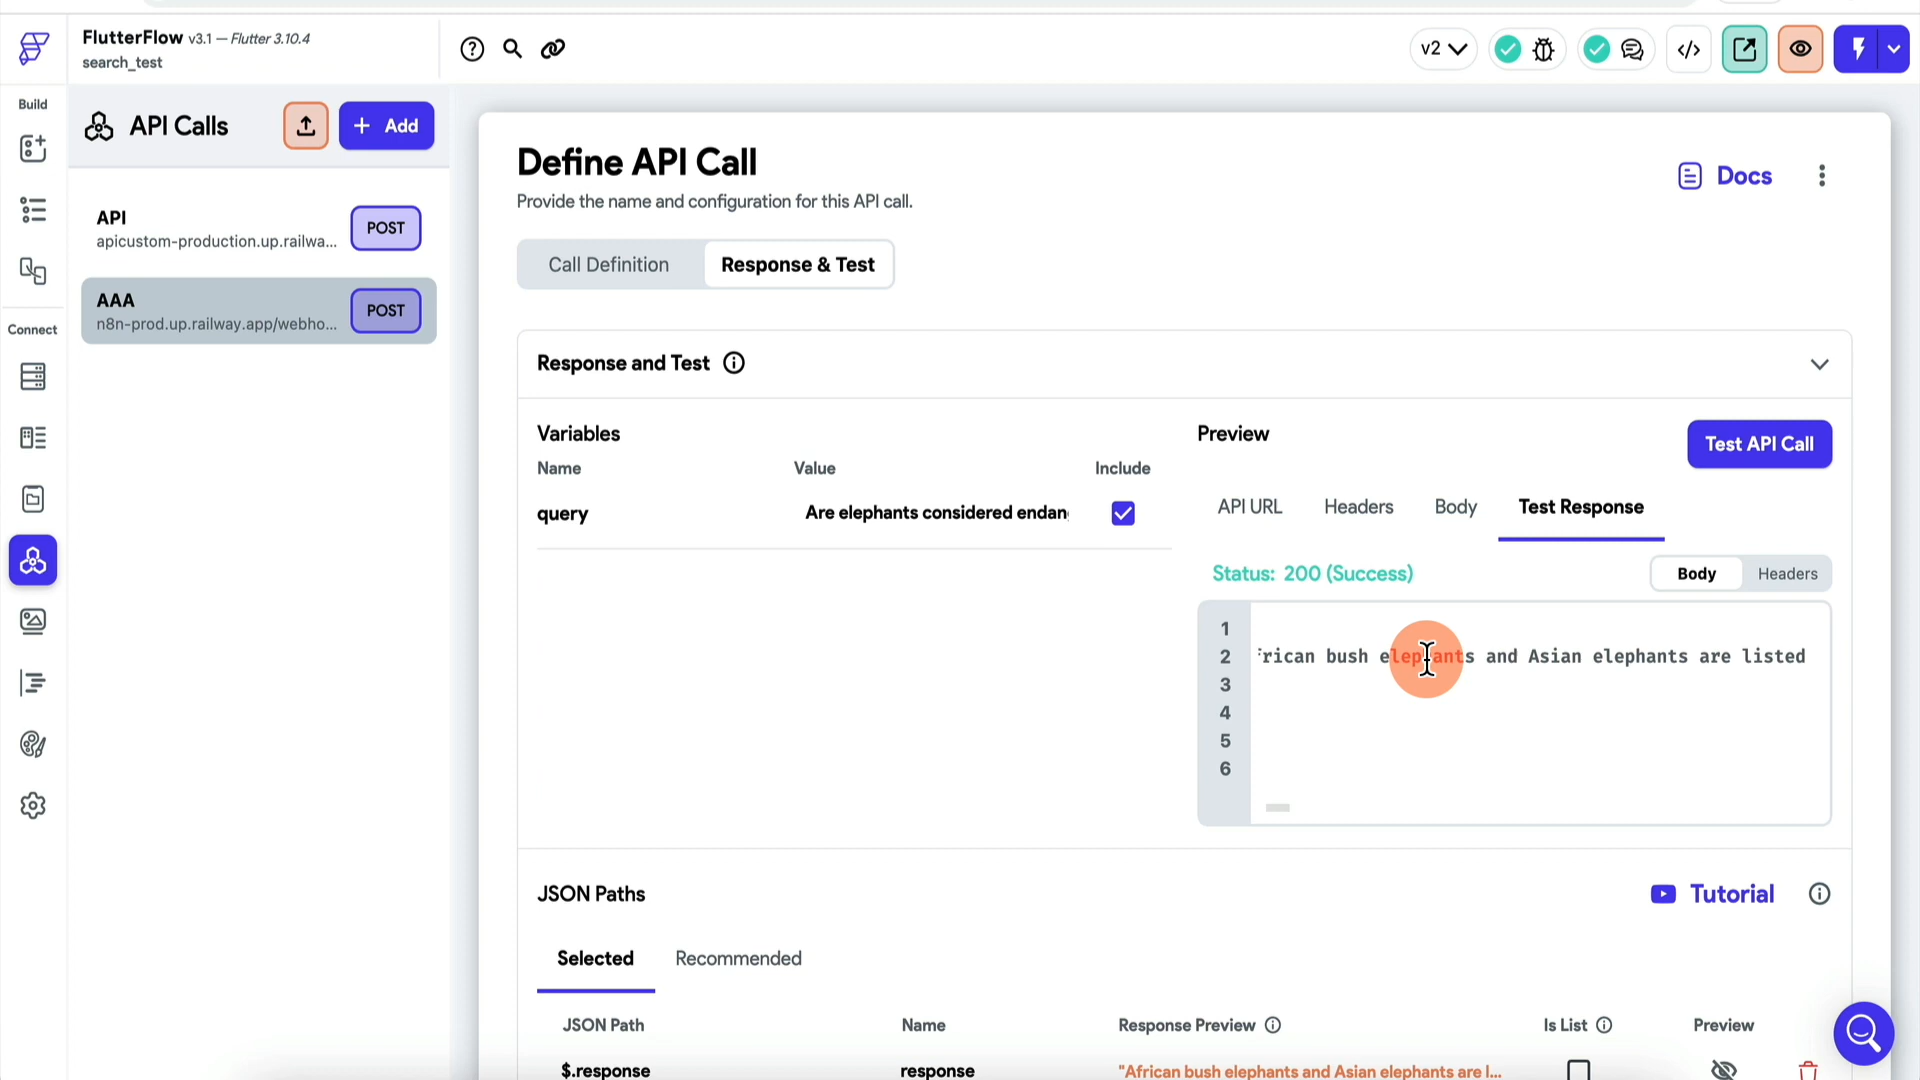 FlutterFlow v3.1 — Flutter 3.10.4
search_test
v2
Build
Connect
API Calls
+ Add
API
apicustom-production.up.railwa...
POST
AAA
n8n-prod.up.railway.app/webho...
POST
Define API Call
Provide the name and configuration for this API call.
Docs
Call Definition
Response & Test
Response and Test
Variables
Name Value Include
query Are elephants considered endan
Preview
Test API Call
API URL Headers Body Test Response
Status: 200 (Success)
Body Headers
1
2 rican bush elephants and Asian elephants are listed
3
4
5
6
JSON Paths
Tutorial
Selected Recommended
JSON Path Name Response Preview Is List Preview
$.response response "African bush elephants and Asian elephants are l...